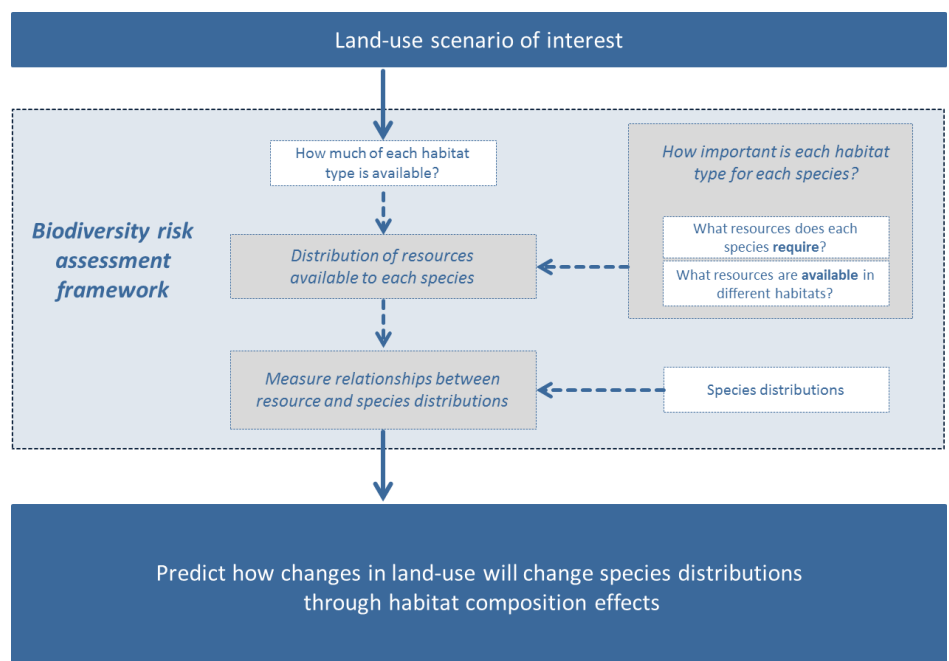 Land-use scenario of interest
How much of each habitat
type is available?
How important is each habitat
type for each species?
What resources does each
species require?
What resources are available in
different habitats?
Biodiversity risk
assessment
framework
Distribution of resources
available to each species
Measure relationships between
resource and species distributions
Species distributions
Predict how changes in land-use will change species distributions
through habitat composition effects